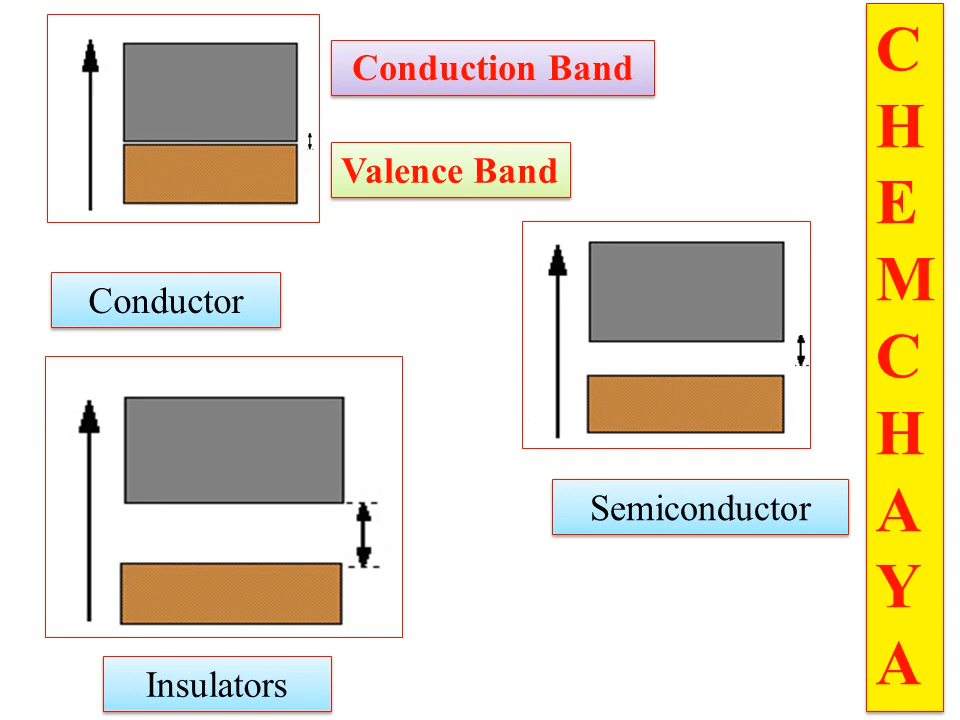 Conduction Band
Valence Band
Conductor
Semiconductor
Insulators
C
H
E
M
C
H
A
Y
A